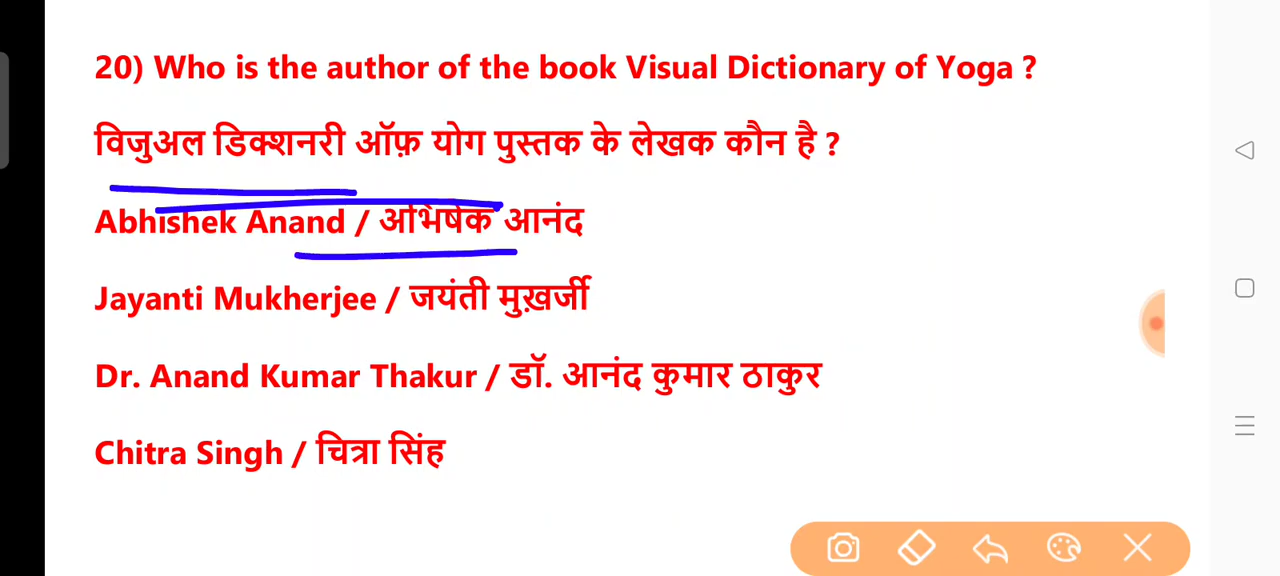 20) Who is the author of the book Visual Dictionary of Yoga ?
विजुअल डिक्शनरी ऑफ़ योग पुस्तक के लेखक कौन है ?
Abhishek Anand / अभिषेक आनंद
Jayanti Mukherjee / जयंती मुख़र्जी
Dr. Anand Kumar Thakur / डॉ. आनंद कुमार ठाकुर
Chitra Singh / चित्रा सिंह